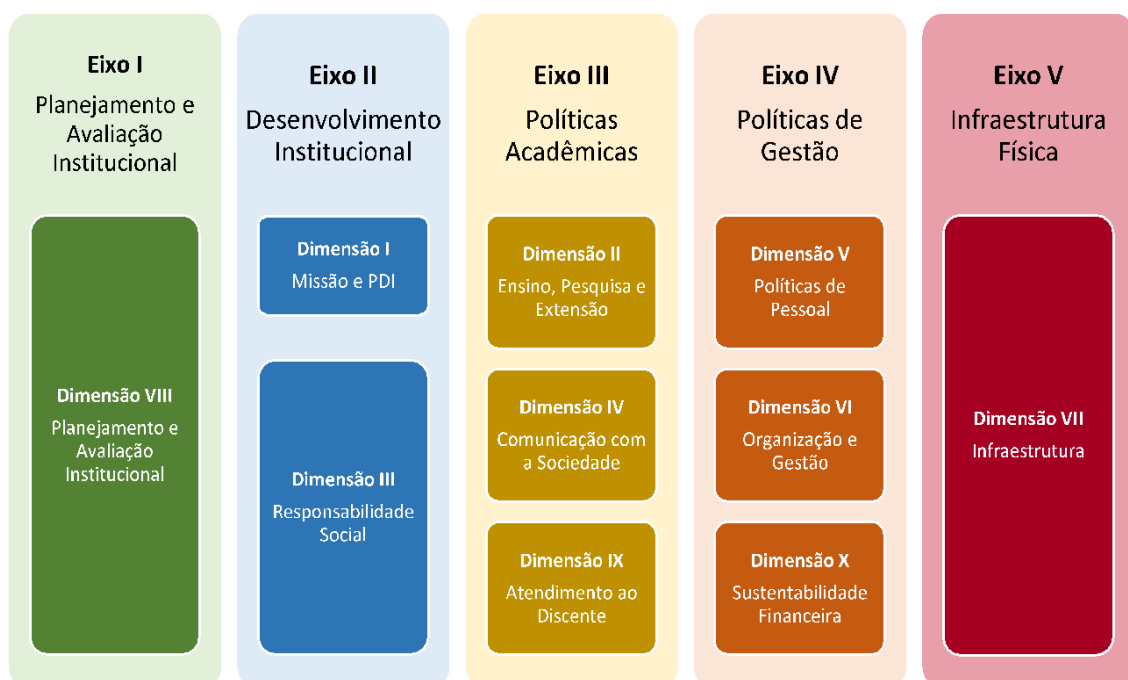 Eixo I
Planejamento e
Avaliação
Institucional
Dimensão VIII
Planejamento e
Avaliação
Institucional
Eixo II
Desenvolvimento
Institucional
Dimensão I
Missão e PDI
Dimensão III
Responsabilidade
Social
Eixo III
Políticas
Acadêmicas
Dimensão II
Ensino, Pesquisa e
Extensão
Dimensão IV
Comunicação com
a Sociedade
Dimensão IX
Atendimento ao
Discente
Eixo IV
Políticas de
Gestão
Dimensão V
Políticas de
Pessoal
Dimensão VI
Organização e
Gestão
Dimensão X
Sustentabilidade
Financeira
Eixo V
Infraestrutura
Física
Dimensão VII
Infraestrutura